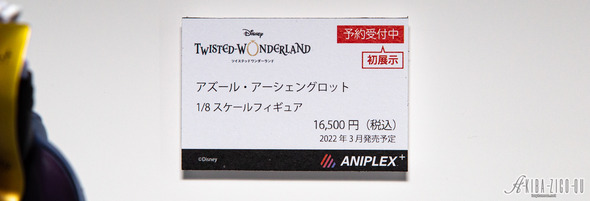 Disney
TWISTED-WONDERLAND
ツイステッドワンダーランド
予約受付中
初展示
アズール・アーシェングロット
1/8 スケールフィギュア
16,500 円（税込）
2022 年 3 月発売予定
©Disney
ANIPLEX+
AKIBA-ZICO-OU